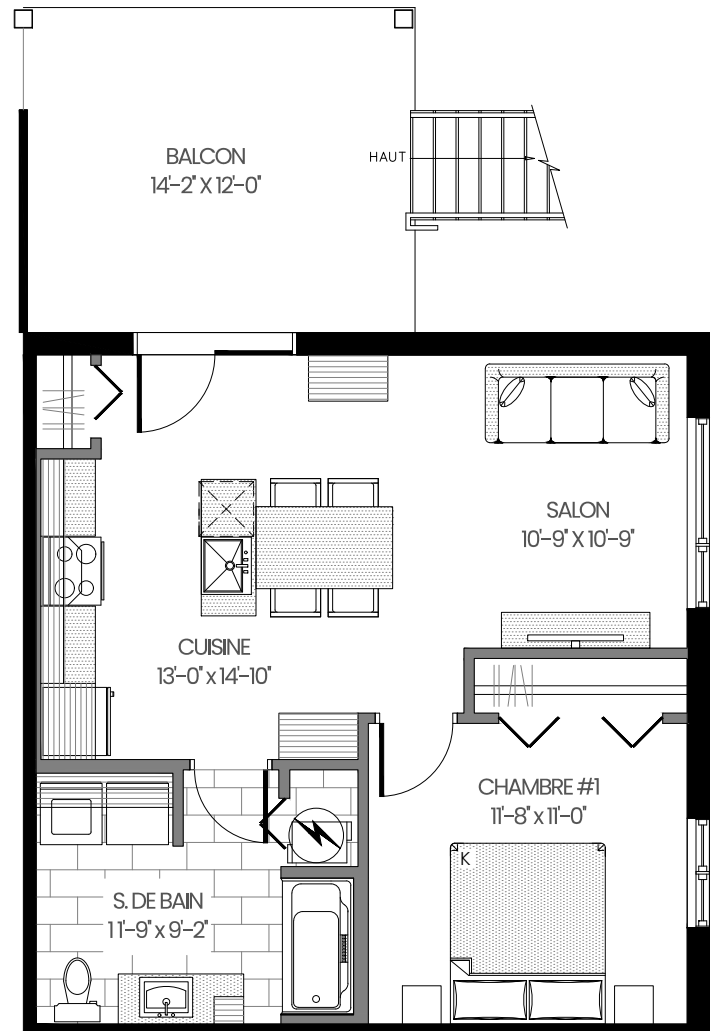 BALCON
14'-2" X 12'-0"
HAUT
SALON
10'-9" X 10'-9"
CUISINE
13'-0" x 14'-10"
CHAMBRE #1
11'-8" x 11'-0"
K
S. DE BAIN
11'-9" x 9'-2"